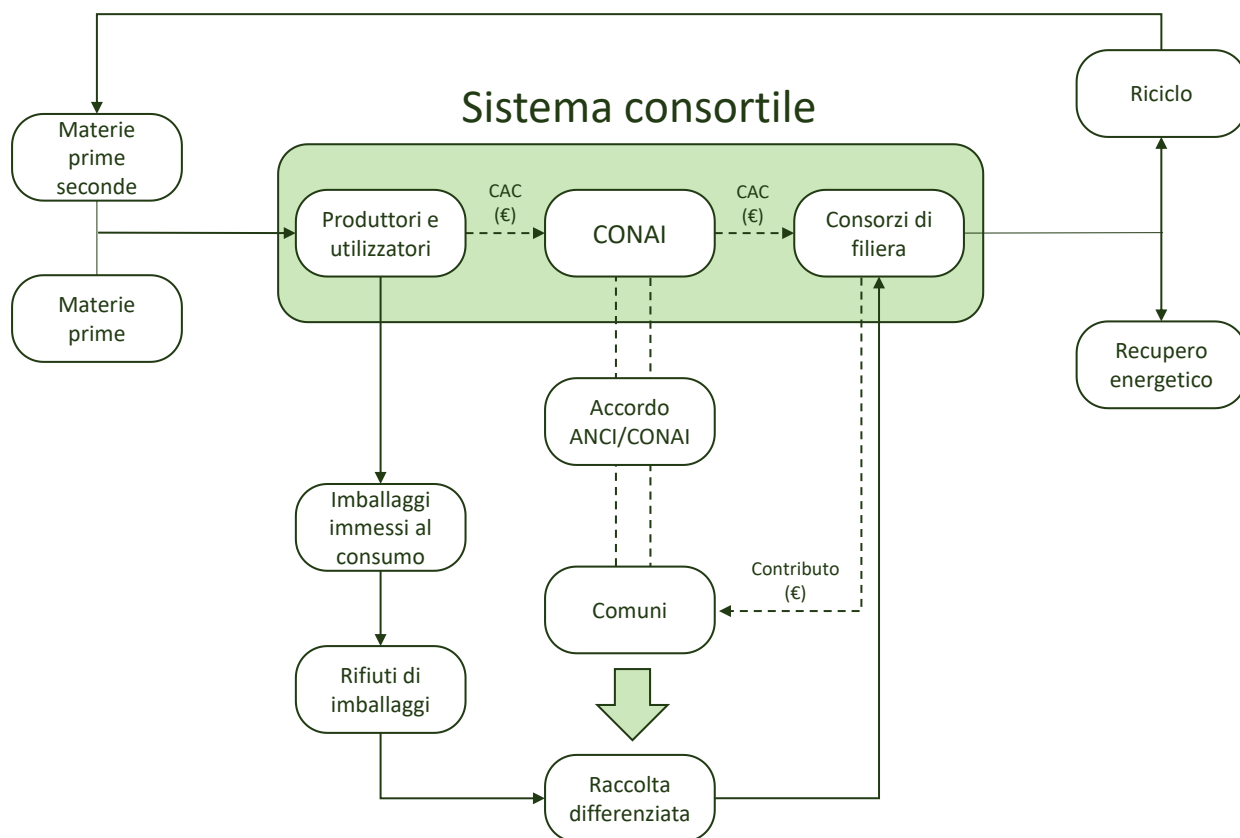 Sistema consortile
Riciclo
Materie
prime
seconde
Produttori e
utilizzatori
CAC
(€)
CONAI
CAC
(€)
Consorzi di
filiera
Materie
prime
Recupero
energetico
Accordo
ANCI/CONAI
Imballaggi
immessi al
consumo
Contributo
(€)
Comuni
Rifiuti di
imballaggi
Raccolta
differenziata